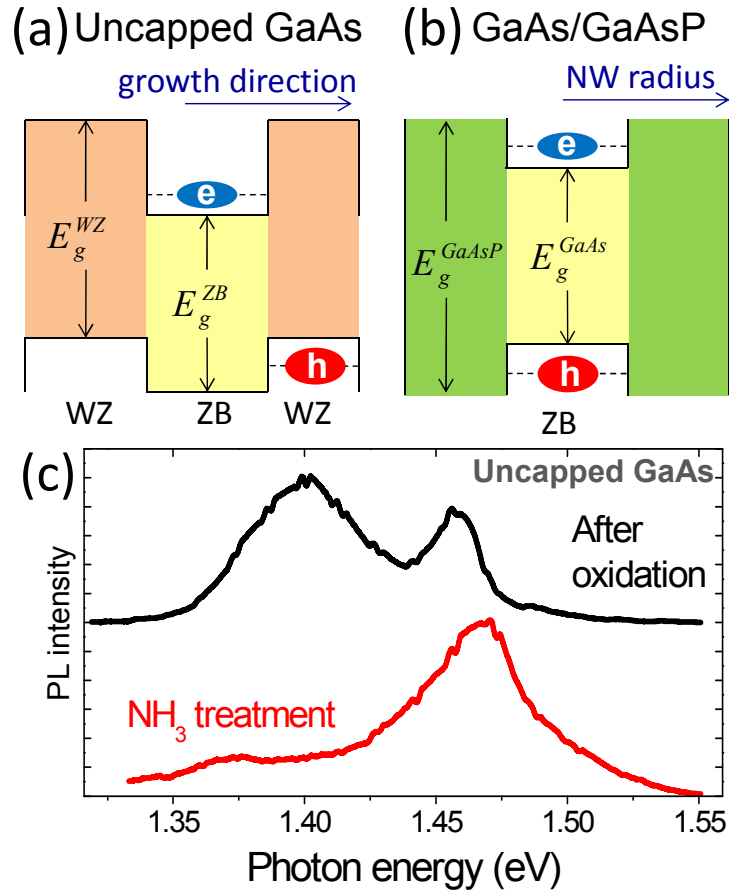 (a) Uncapped GaAs
growth direction
e
E_g^{WZ}
E_g^{ZB}
h
WZ ZB WZ
(b) GaAs/GaAsP
NW radius
e
E_g^{GaAsP}
E_g^{GaAs}
h
ZB
(c)
Uncapped GaAs
After
oxidation
NH₃ treatment
PL intensity
1.35 1.40 1.45 1.50 1.55
Photon energy (eV)